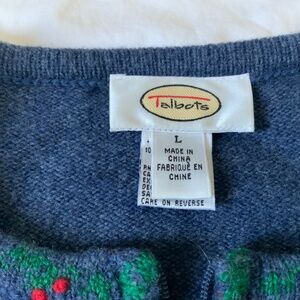 Talbots
L
MADE IN
CHINA
FABRIQUÉ EN
CHINE
CARE ON REVERSE